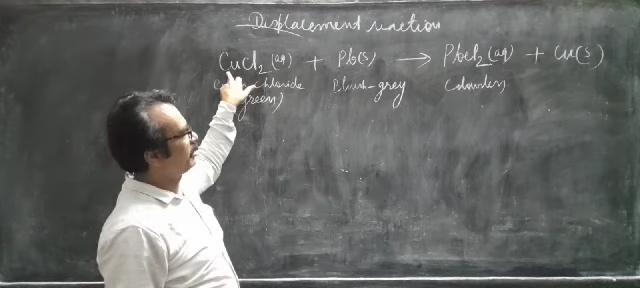 Displacement reaction
CuCl₂(aq) + Pb(s) → PbCl₂(aq) + Cu(s)
chloride Bluish-grey Colourless
green)